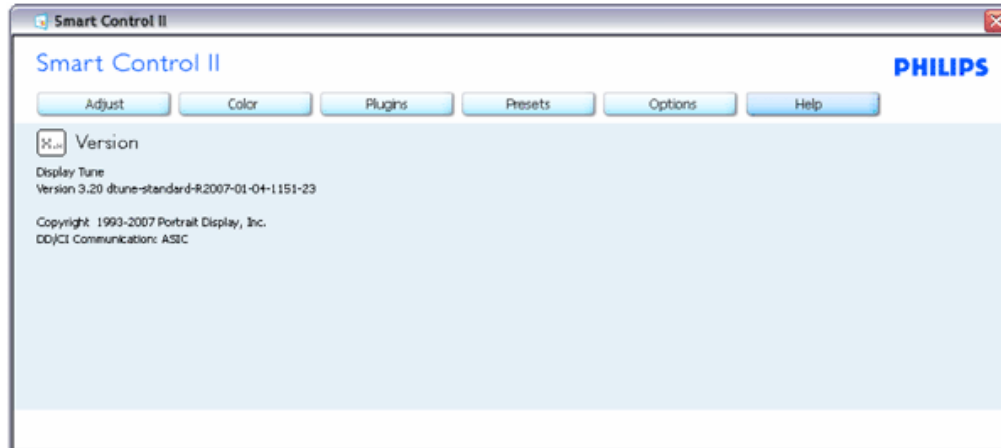 Smart Control II
Smart Control II
PHILIPS
Adjust Color Plugins Presets Options Help
X.xx Version
Display Tune
Version 3.20 dtune-standard-R2007-01-04-1151-23
Copyright 1993-2007 Portrait Display, Inc.
DD/CI Communication: ASIC